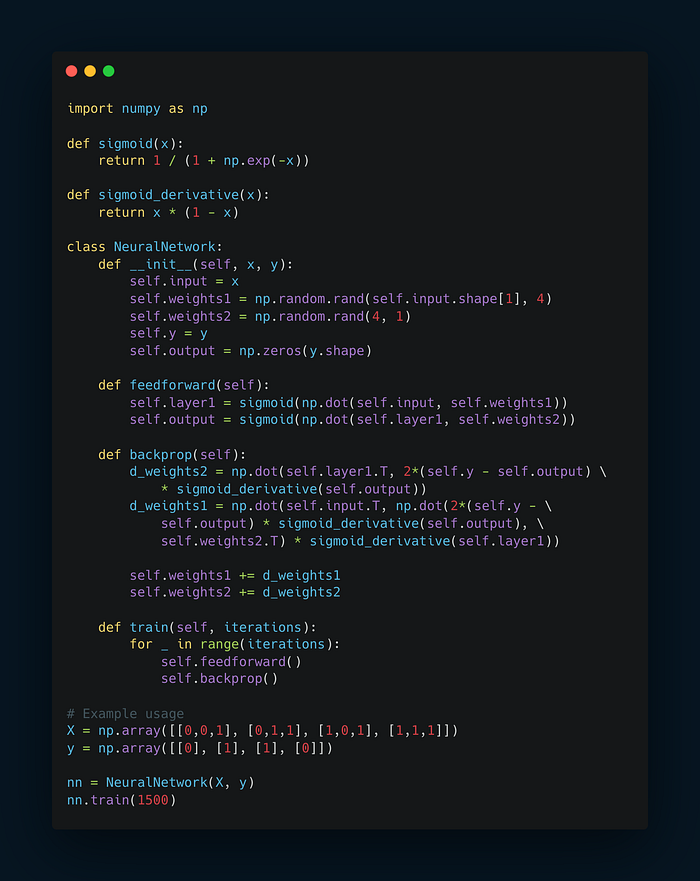 import numpy as np

def sigmoid(x):
    return 1 / (1 + np.exp(-x))

def sigmoid_derivative(x):
    return x * (1 - x)

class NeuralNetwork:
    def __init__(self, x, y):
        self.input = x
        self.weights1 = np.random.rand(self.input.shape[1], 4)
        self.weights2 = np.random.rand(4, 1)
        self.y = y
        self.output = np.zeros(y.shape)

    def feedforward(self):
        self.layer1 = sigmoid(np.dot(self.input, self.weights1))
        self.output = sigmoid(np.dot(self.layer1, self.weights2))

    def backprop(self):
        d_weights2 = np.dot(self.layer1.T, 2*(self.y - self.output) \
            * sigmoid_derivative(self.output))
        d_weights1 = np.dot(self.input.T, np.dot(2*(self.y - \
            self.output) * sigmoid_derivative(self.output), \
            self.weights2.T) * sigmoid_derivative(self.layer1))

        self.weights1 += d_weights1
        self.weights2 += d_weights2

    def train(self, iterations):
        for _ in range(iterations):
            self.feedforward()
            self.backprop()

# Example usage
X = np.array([[0,0,1], [0,1,1], [1,0,1], [1,1,1]])
y = np.array([[0], [1], [1], [0]])

nn = NeuralNetwork(X, y)
nn.train(1500)